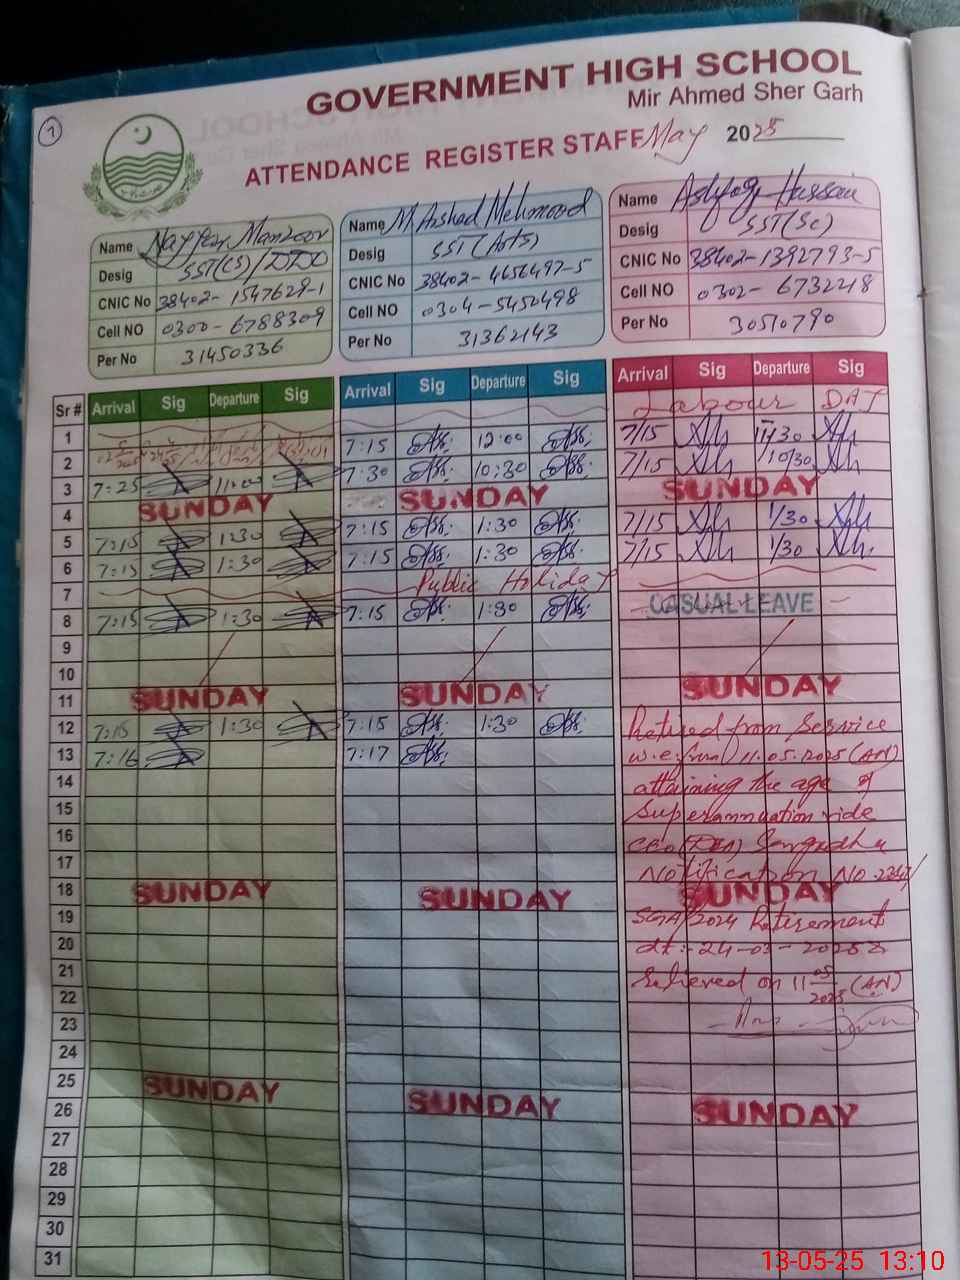 1
GOVERNMENT HIGH SCHOOL
Mir Ahmed Sher Garh
ATTENDANCE REGISTER STAFF May 2025
Name Nayyer Manzoor
Desig SST(CS)/DDO
CNIC No 38402-1547629-1
Cell NO 0300-6788309
Per No 31450336
Name M Arshad Mehmood
Desig SST(Arts)
CNIC No 38402-4656497-5
Cell NO 0304-5450498
Per No 31362143
Name Ashfaq Hussain
Desig SST(Sc)
CNIC No 38402-1392793-5
Cell NO 0302-6732218
Per No 30510790
Sr # Arrival Sig Departure Sig Arrival Sig Departure Sig Arrival Sig Departure Sig
Labour DAY
1
2 7:15 12:00 7/15 11/30
3 7:25 11:00 7:30 10:30 7/15 10/30
4 SUNDAY SUNDAY SUNDAY
5 7:15 1:30 7:15 1:30 7/15 1/30
6 7:15 1:30 7:15 1:30 7/15 1/30
7 Public Holiday
8 7:15 1:30 7:15 1:30 CASUAL LEAVE
9
10
11 SUNDAY SUNDAY SUNDAY
12 7:15 1:30 7:15 1:30 Retired from Service
13 7:16 7:17 w.e.from 11.05.2025 (AN)
14 attaining the age of
15 Superannuation vide
16 CEO (DEA) Sargodha
17 Notification No.
18 SUNDAY SUNDAY SUNDAY
19 2024 Retirement
20 dt:-24-03-2025 &
21 Relieved on 11 05 2025 (AN)
22
23
24
25 SUNDAY SUNDAY SUNDAY
26
27
28
29
30
31
13-05-25 13:10